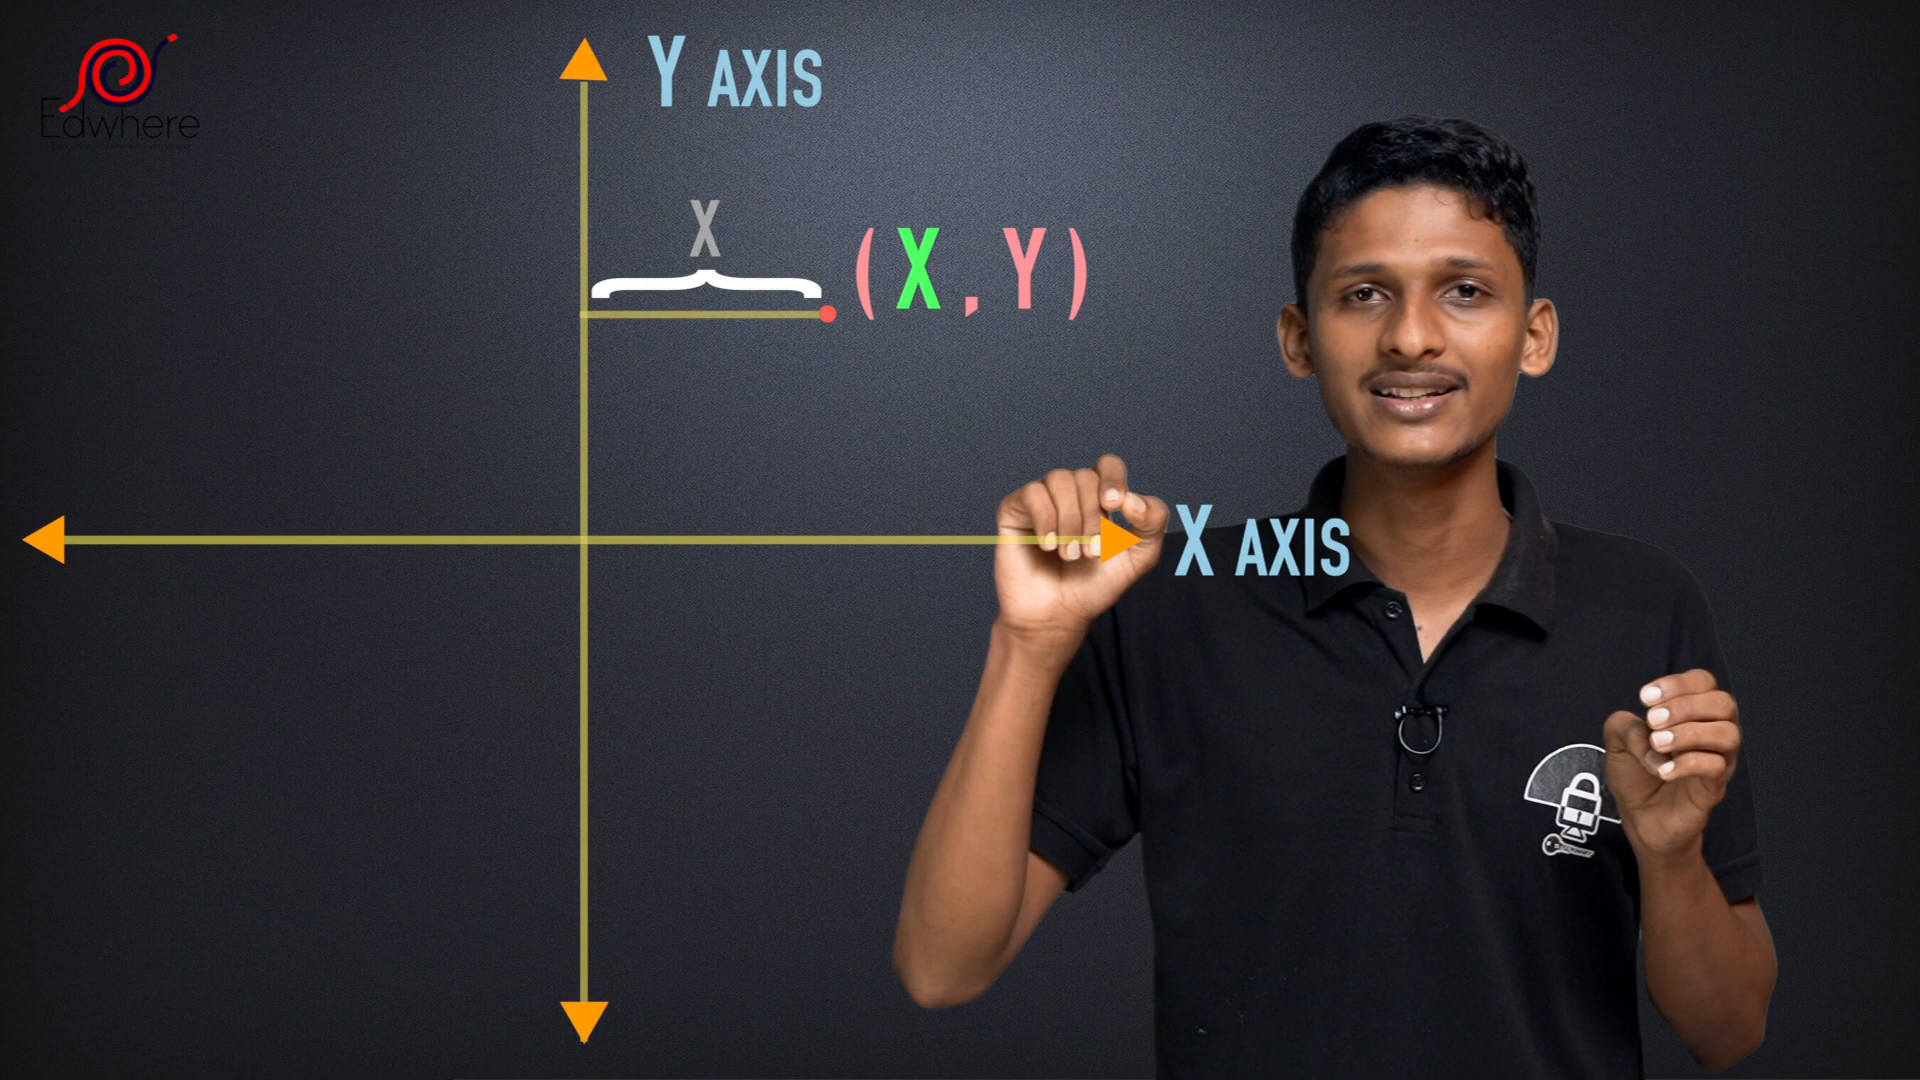 Edwhere
Y AXIS
X
(X,Y)
X AXIS